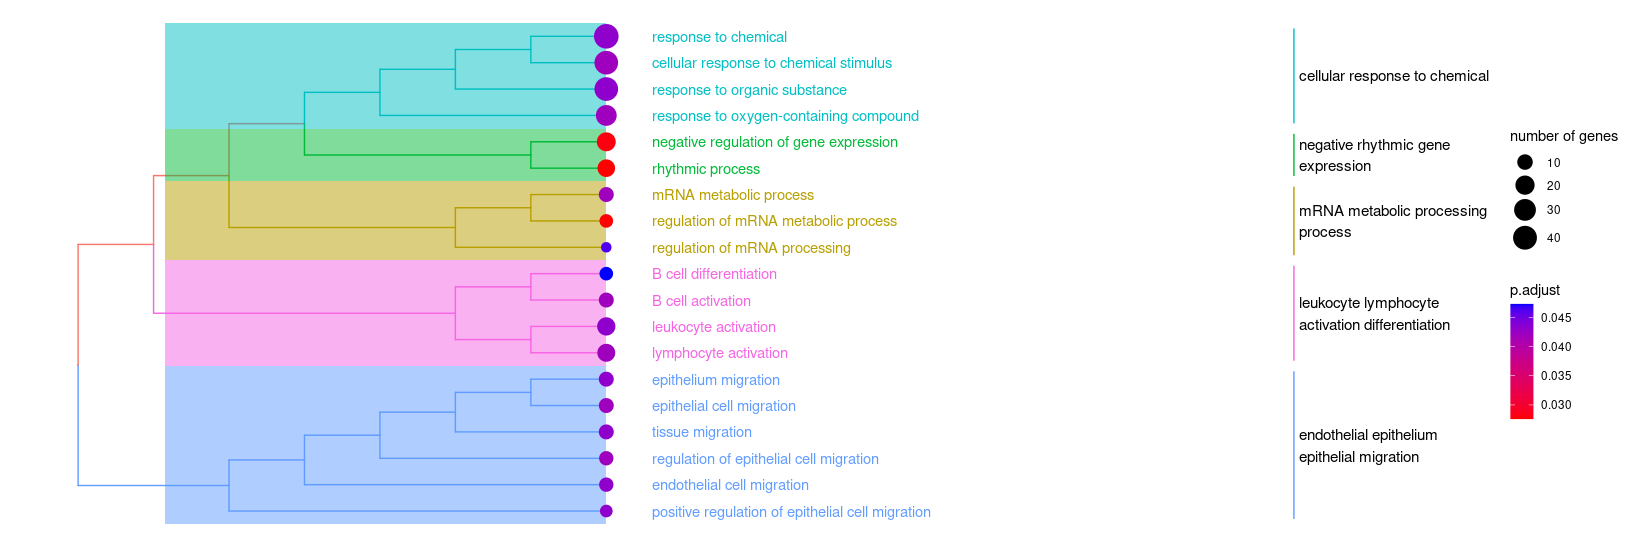 response to chemical
cellular response to chemical stimulus
response to organic substance
response to oxygen-containing compound
negative regulation of gene expression
rhythmic process
mRNA metabolic process
regulation of mRNA metabolic process
regulation of mRNA processing
B cell differentiation
B cell activation
leukocyte activation
lymphocyte activation
epithelium migration
epithelial cell migration
tissue migration
regulation of epithelial cell migration
endothelial cell migration
positive regulation of epithelial cell migration
cellular response to chemical
negative rhythmic gene
expression
mRNA metabolic processing
process
leukocyte lymphocyte
activation differentiation
endothelial epithelium
epithelial migration
number of genes
10
20
30
40
p.adjust
0.045
0.040
0.035
0.030